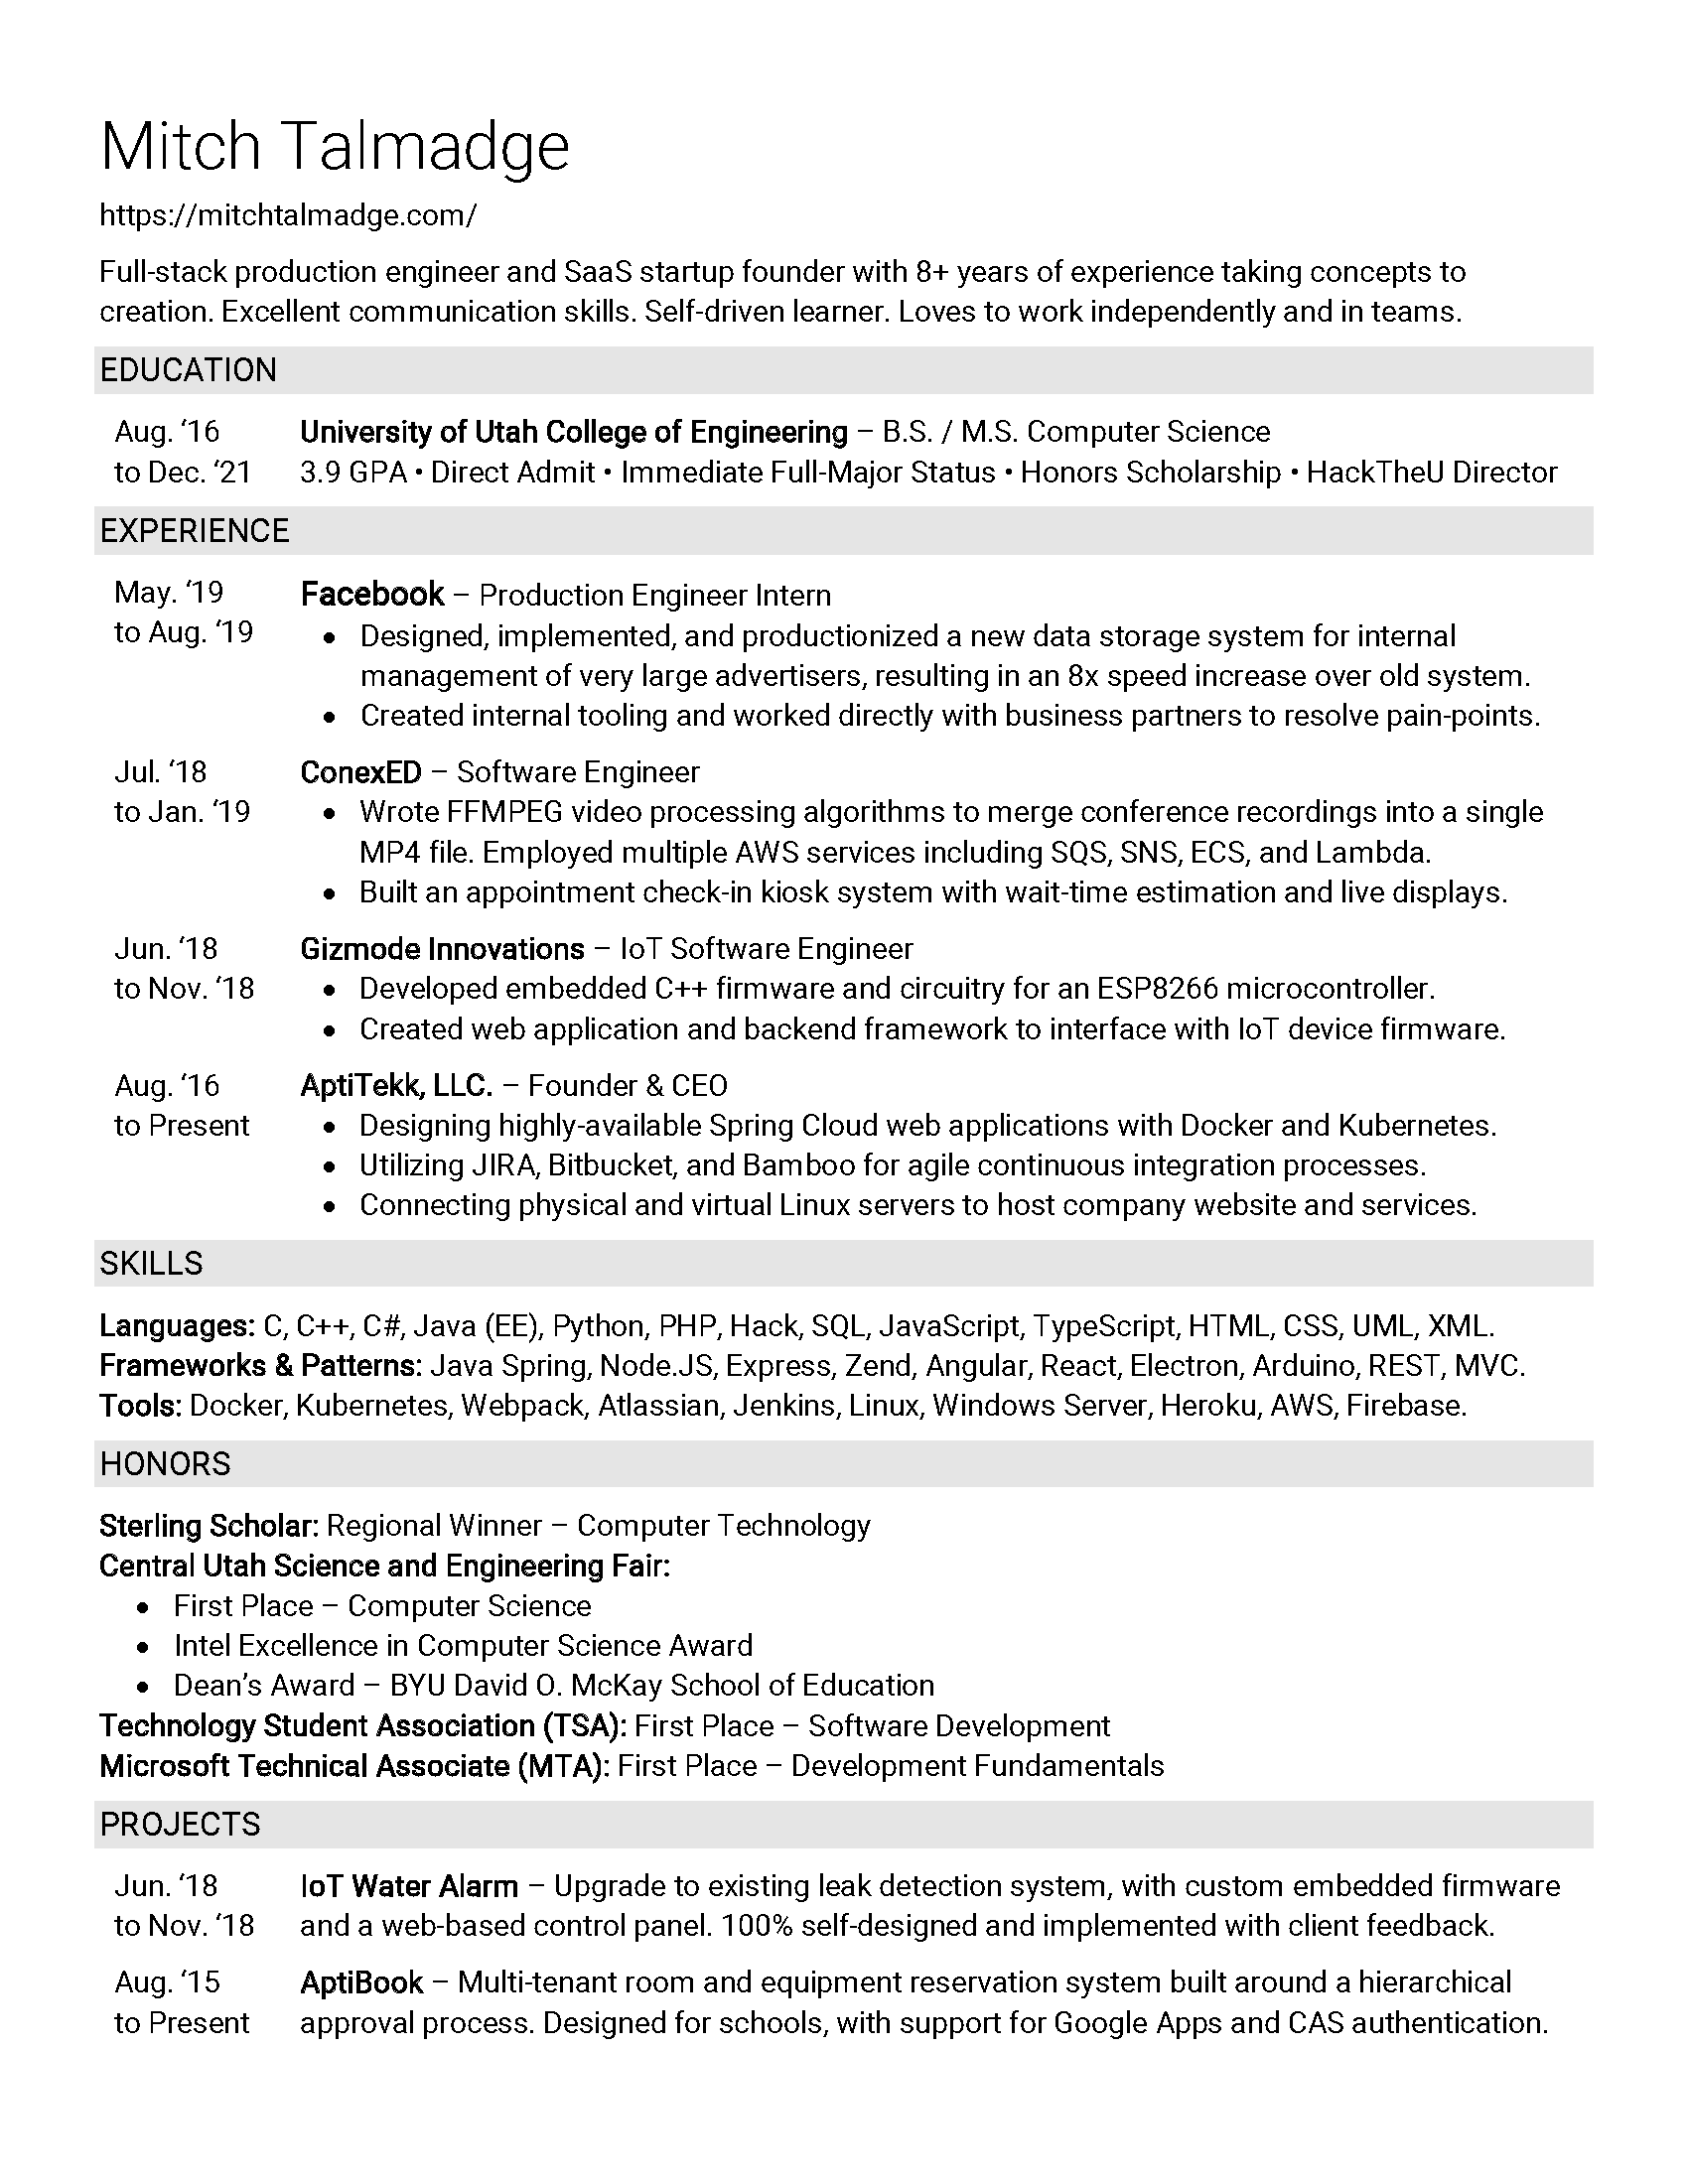 Mitch Talmadge
https://mitchtalmadge.com/
Full-stack production engineer and SaaS startup founder with 8+ years of experience taking concepts to
creation. Excellent communication skills. Self-driven learner. Loves to work independently and in teams.
EDUCATION
Aug. ‘16 University of Utah College of Engineering – B.S. / M.S. Computer Science
to Dec. ‘21 3.9 GPA • Direct Admit • Immediate Full-Major Status • Honors Scholarship • HackTheU Director
EXPERIENCE
May. ‘19 Facebook – Production Engineer Intern
to Aug. ‘19 • Designed, implemented, and productionized a new data storage system for internal
management of very large advertisers, resulting in an 8x speed increase over old system.
• Created internal tooling and worked directly with business partners to resolve pain-points.
Jul. ‘18 ConexED – Software Engineer
to Jan. ‘19 • Wrote FFMPEG video processing algorithms to merge conference recordings into a single
MP4 file. Employed multiple AWS services including SQS, SNS, ECS, and Lambda.
• Built an appointment check-in kiosk system with wait-time estimation and live displays.
Jun. ‘18 Gizmode Innovations – IoT Software Engineer
to Nov. ‘18 • Developed embedded C++ firmware and circuitry for an ESP8266 microcontroller.
• Created web application and backend framework to interface with IoT device firmware.
Aug. ‘16 AptiTekk, LLC. – Founder & CEO
to Present • Designing highly-available Spring Cloud web applications with Docker and Kubernetes.
• Utilizing JIRA, Bitbucket, and Bamboo for agile continuous integration processes.
• Connecting physical and virtual Linux servers to host company website and services.
SKILLS
Languages: C, C++, C#, Java (EE), Python, PHP, Hack, SQL, JavaScript, TypeScript, HTML, CSS, UML, XML.
Frameworks & Patterns: Java Spring, Node.JS, Express, Zend, Angular, React, Electron, Arduino, REST, MVC.
Tools: Docker, Kubernetes, Webpack, Atlassian, Jenkins, Linux, Windows Server, Heroku, AWS, Firebase.
HONORS
Sterling Scholar: Regional Winner – Computer Technology
Central Utah Science and Engineering Fair:
• First Place – Computer Science
• Intel Excellence in Computer Science Award
• Dean’s Award – BYU David O. McKay School of Education
Technology Student Association (TSA): First Place – Software Development
Microsoft Technical Associate (MTA): First Place – Development Fundamentals
PROJECTS
Jun. ‘18 IoT Water Alarm – Upgrade to existing leak detection system, with custom embedded firmware
to Nov. ‘18 and a web-based control panel. 100% self-designed and implemented with client feedback.
Aug. ‘15 AptiBook – Multi-tenant room and equipment reservation system built around a hierarchical
to Present approval process. Designed for schools, with support for Google Apps and CAS authentication.